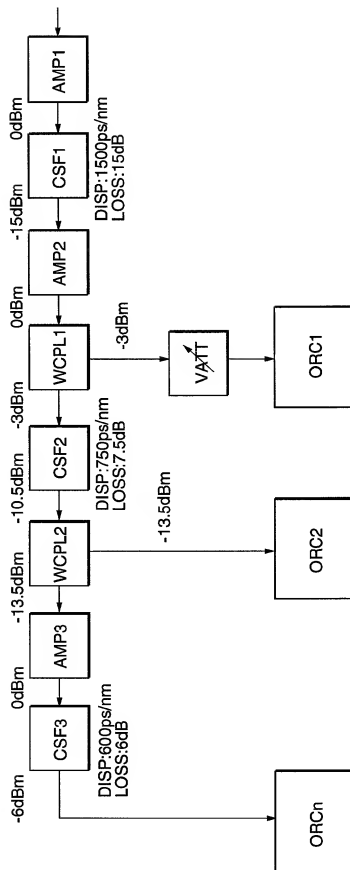 AMP1
0dBm
CSF1
DISP:1500ps/nm
LOSS:15dB
-15dBm
AMP2
0dBm
WCPL1
-3dBm
VATT
ORC1
-3dBm
CSF2
DISP:750ps/nm
LOSS:7.5dB
-10.5dBm
WCPL2
-13.5dBm
ORC2
-13.5dBm
AMP3
0dBm
CSF3
DISP:600ps/nm
LOSS:6dB
-6dBm
ORCn